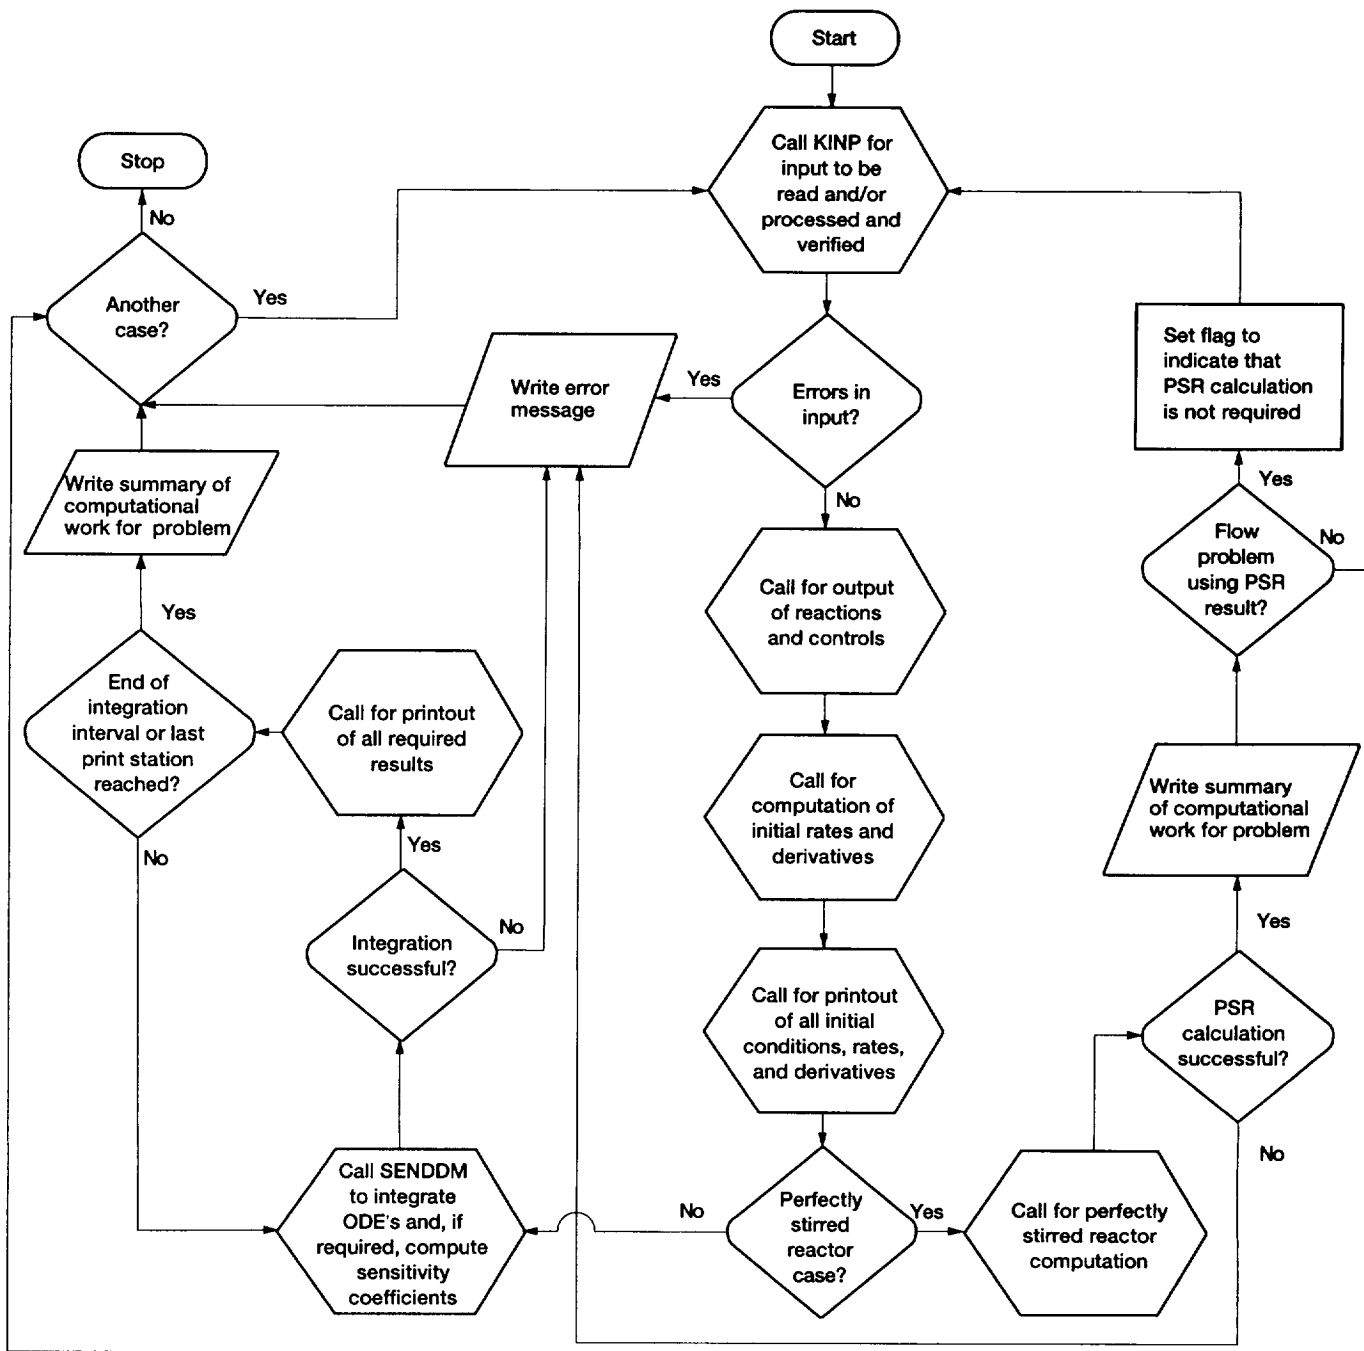 Start
Call KINP for
input to be
read and/or
processed and
verified
Stop
No
Another
case?
Yes
Write error
message
Yes
Errors in
input?
No
Set flag to
indicate that
PSR calculation
is not required
Yes
Flow
problem
using PSR
result?
No
Write summary of
computational
work for problem
Yes
End of
integration
interval or last
print station
reached?
No
Call for printout
of all required
results
Yes
Integration
successful?
No
Call for output
of reactions
and controls
Call for
computation of
initial rates and
derivatives
Call for printout
of all initial
conditions, rates,
and derivatives
Write summary
of computational
work for problem
Yes
PSR
calculation
successful?
No
Call SENDDM
to integrate
ODE's and, if
required, compute
sensitivity
coefficients
No
Perfectly
stirred
reactor
case?
Yes
Call for perfectly
stirred reactor
computation